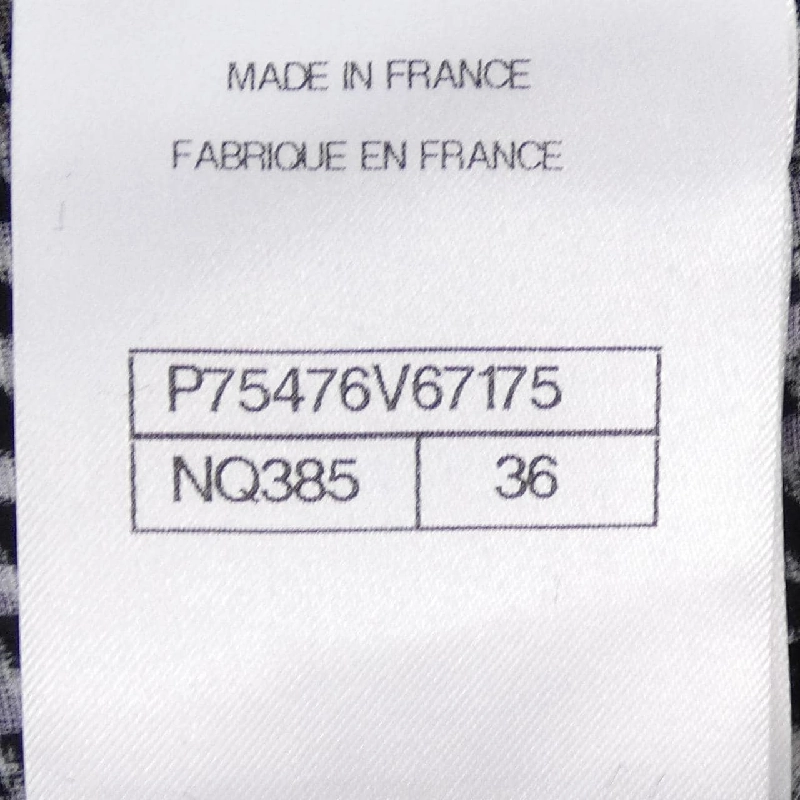 MADE IN FRANCE
FABRIQUE EN FRANCE
P75476V67175
NQ385 36